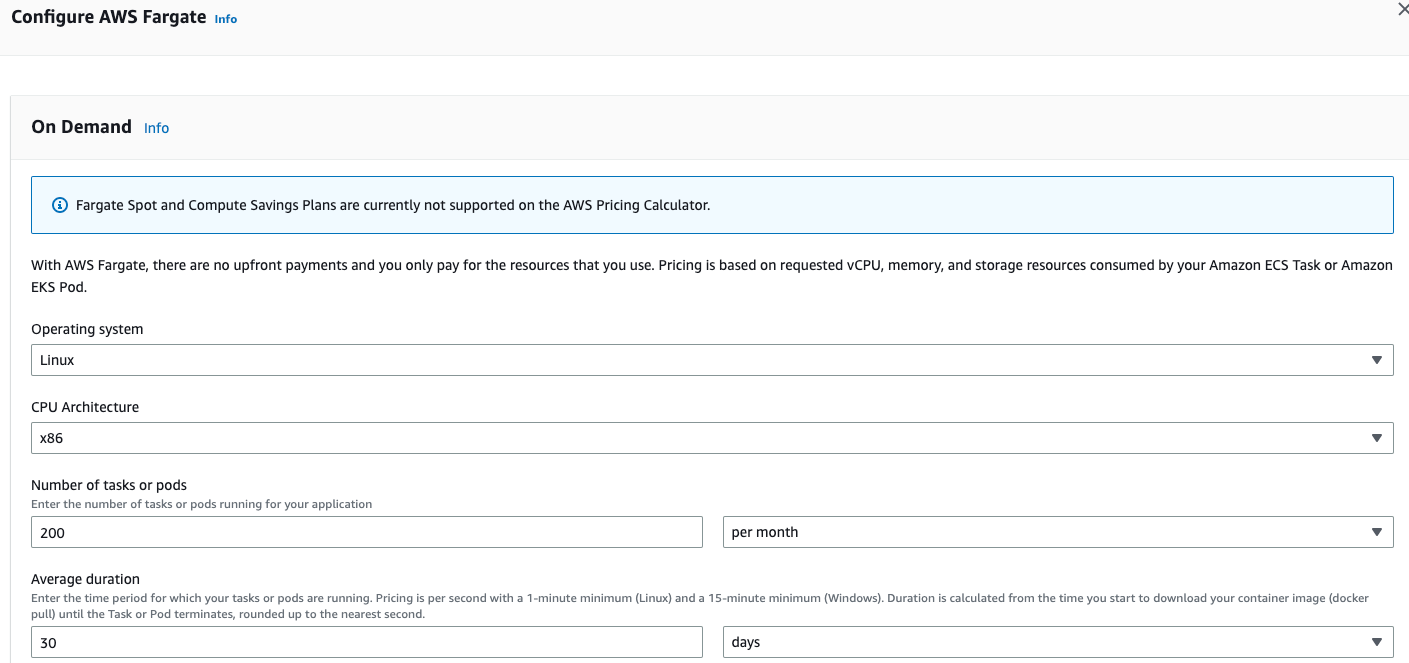 Configure AWS Fargate Info
On Demand Info
Fargate Spot and Compute Savings Plans are currently not supported on the AWS Pricing Calculator.
With AWS Fargate, there are no upfront payments and you only pay for the resources that you use. Pricing is based on requested vCPU, memory, and storage resources consumed by your Amazon ECS Task or Amazon
EKS Pod.
Operating system
Linux
CPU Architecture
x86
Number of tasks or pods
Enter the number of tasks or pods running for your application
200 per month
Average duration
Enter the time period for which your tasks or pods are running. Pricing is per second with a 1-minute minimum (Linux) and a 15-minute minimum (Windows). Duration is calculated from the time you start to download your container image (docker
pull) until the Task or Pod terminates, rounded up to the nearest second.
30 days